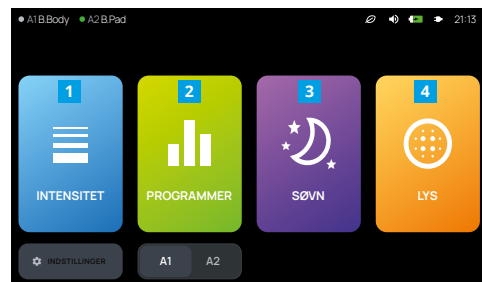 A1 B.Body A2 B.Pad 21:13
1 2 3 4
INTENSITET PROGRAMMER SØVN LYS
INDSTILLINGER A1 A2